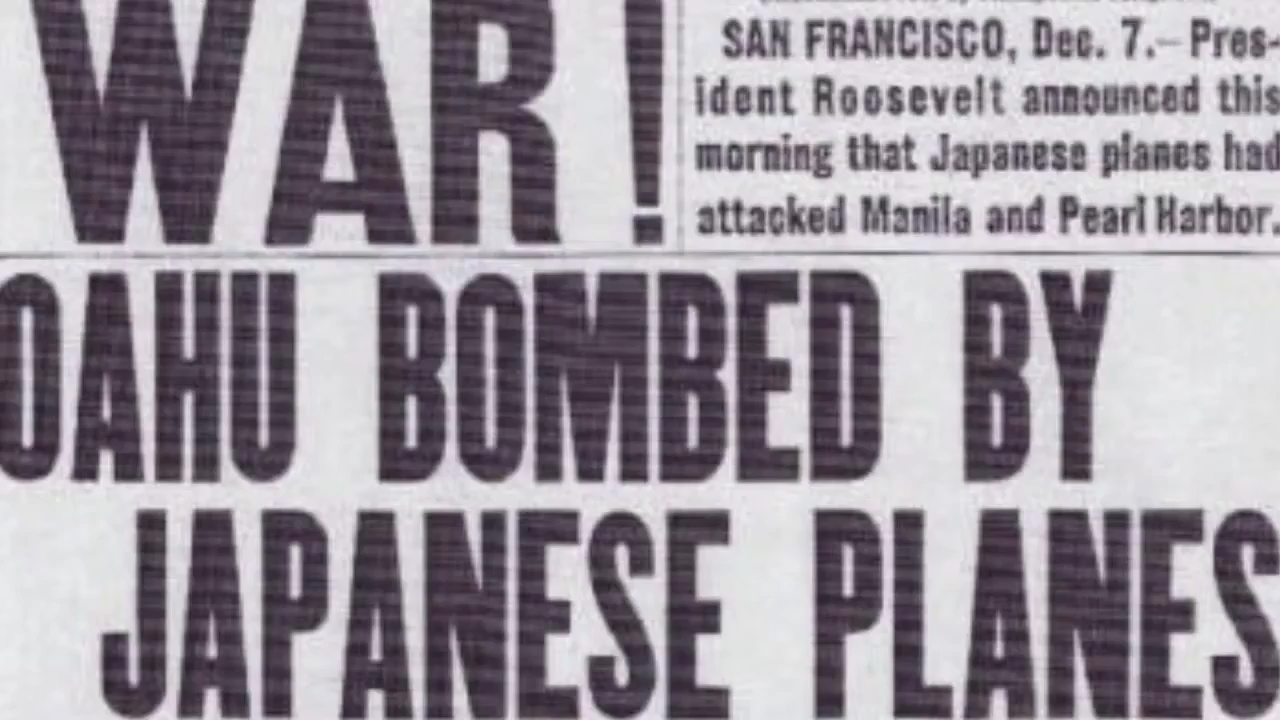 WAR!
SAN FRANCISCO, Dec. 7.– Pres-
ident Roosevelt announced this
morning that Japanese planes had
attacked Manila and Pearl Harbor.
OAHU BOMBED BY
JAPANESE PLANES